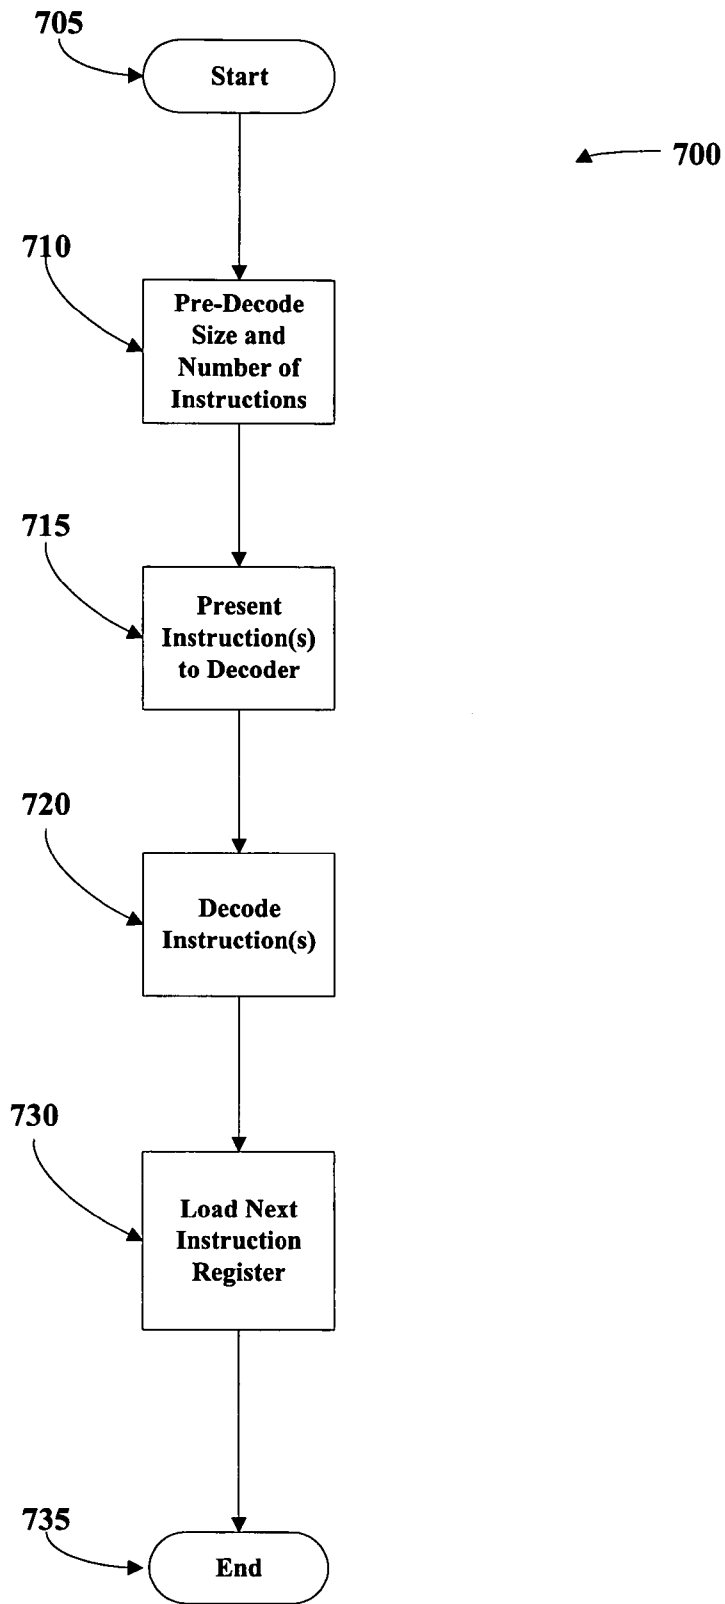 705
Start
700
710
Pre-Decode
Size and
Number of
Instructions
715
Present
Instruction(s)
to Decoder
720
Decode
Instruction(s)
730
Load Next
Instruction
Register
735
End